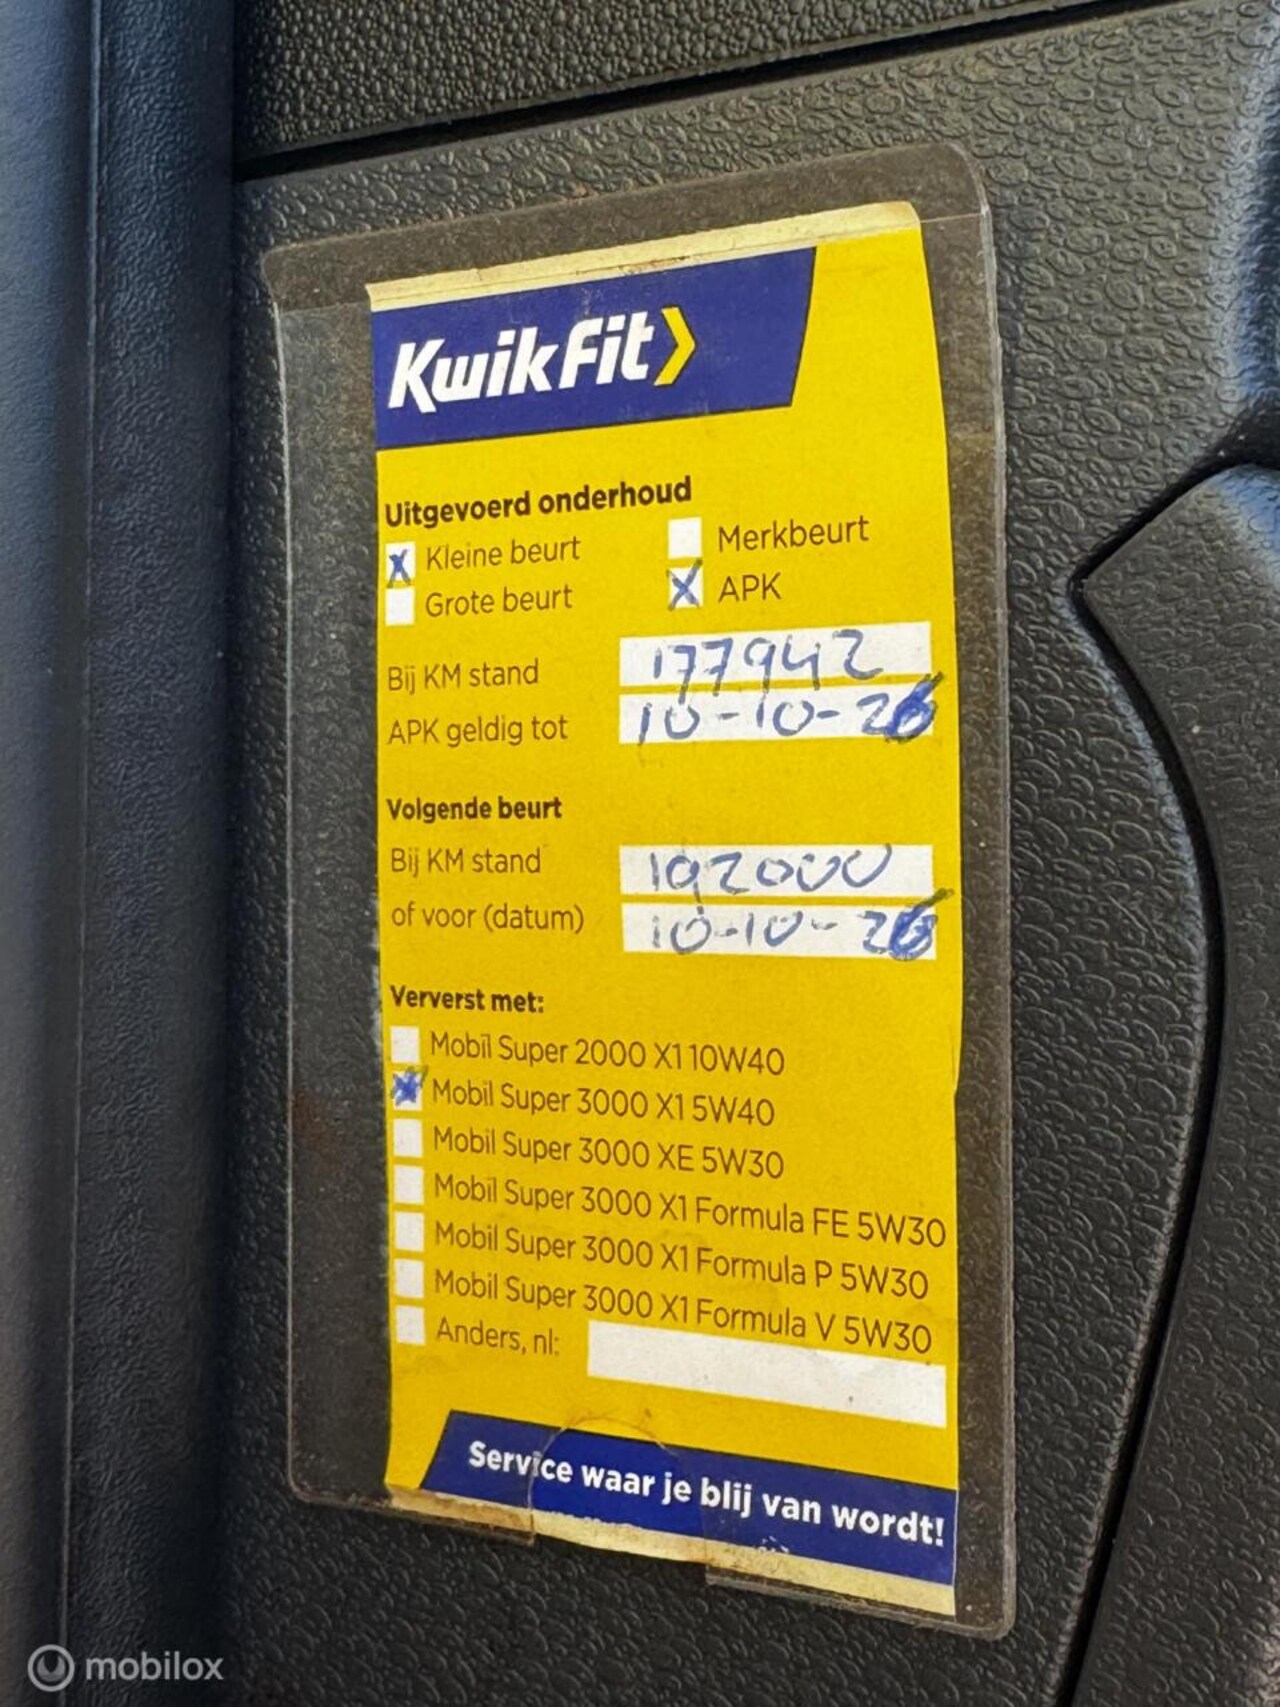 KwikFit
Uitgevoerd onderhoud
X Kleine beurt
Merkbeurt
Grote beurt
X APK
Bij KM stand 177942
APK geldig tot 10-10-26
Volgende beurt
Bij KM stand 192000
of voor (datum) 10-10-26
Ververst met:
Mobil Super 2000 X1 10W40
X Mobil Super 3000 X1 5W40
Mobil Super 3000 XE 5W30
Mobil Super 3000 X1 Formula FE 5W30
Mobil Super 3000 X1 Formula P 5W30
Mobil Super 3000 X1 Formula V 5W30
Anders, nl:
Service waar je blij van wordt!
mobilox